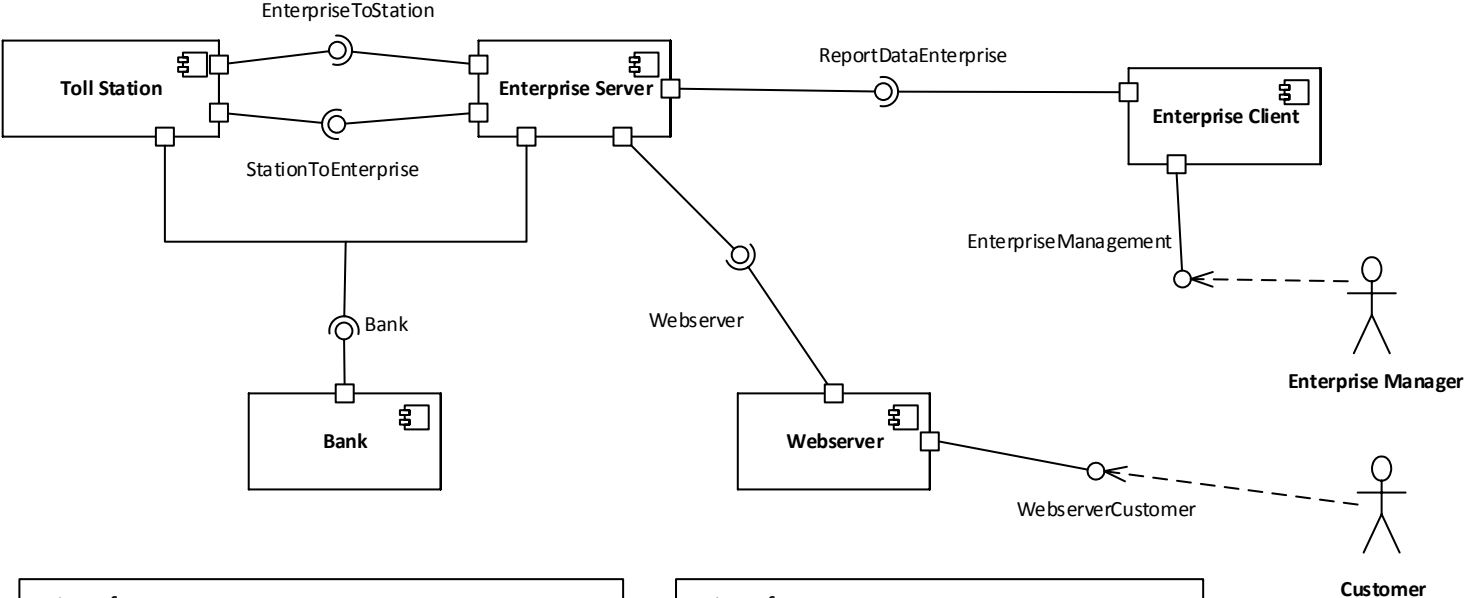 EnterpriseToStation
ReportDataEnterprise
Toll Station
Enterprise Server
Enterprise Client
StationToEnterprise
EnterpriseManagement
Bank
Webserver
Enterprise Manager
Bank
Webserver
WebserverCustomer
Customer